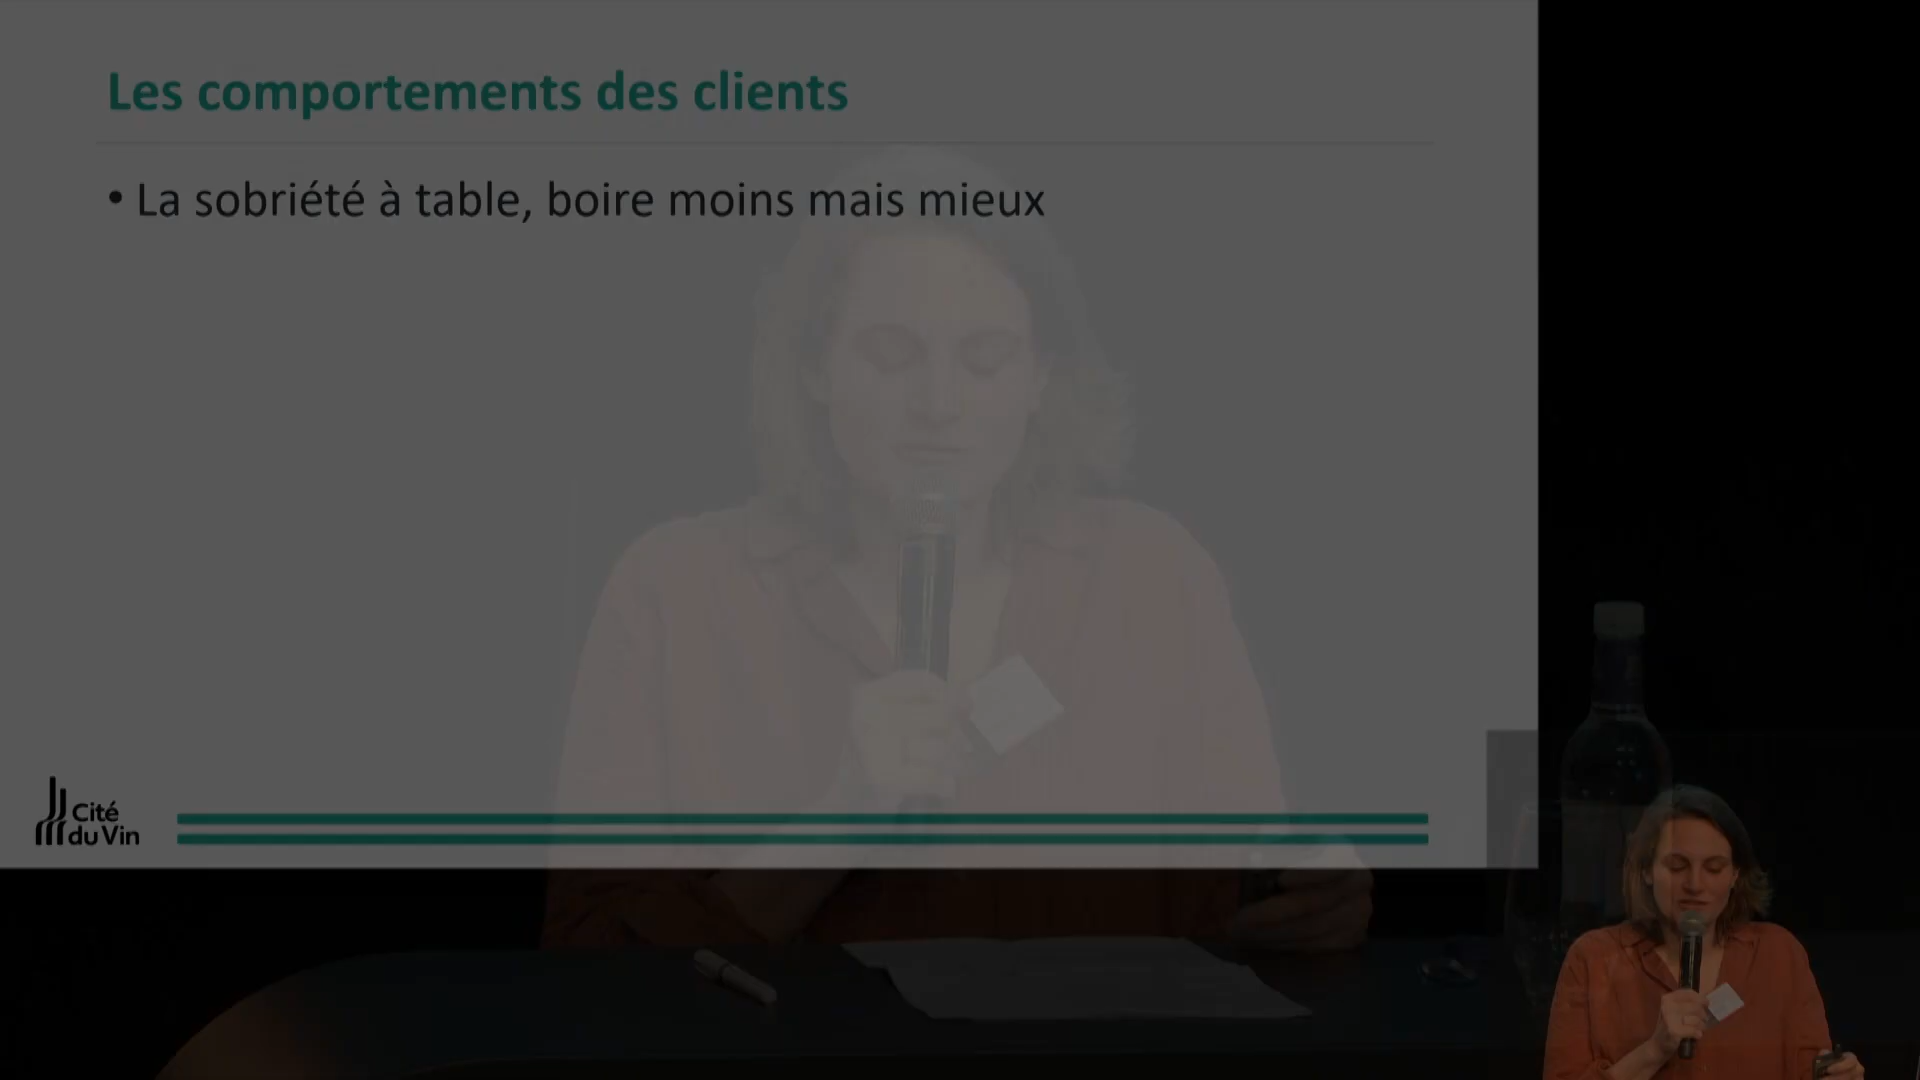 Les comportements des clients
• La sobriété à table, boire moins mais mieux
Cité
du Vin